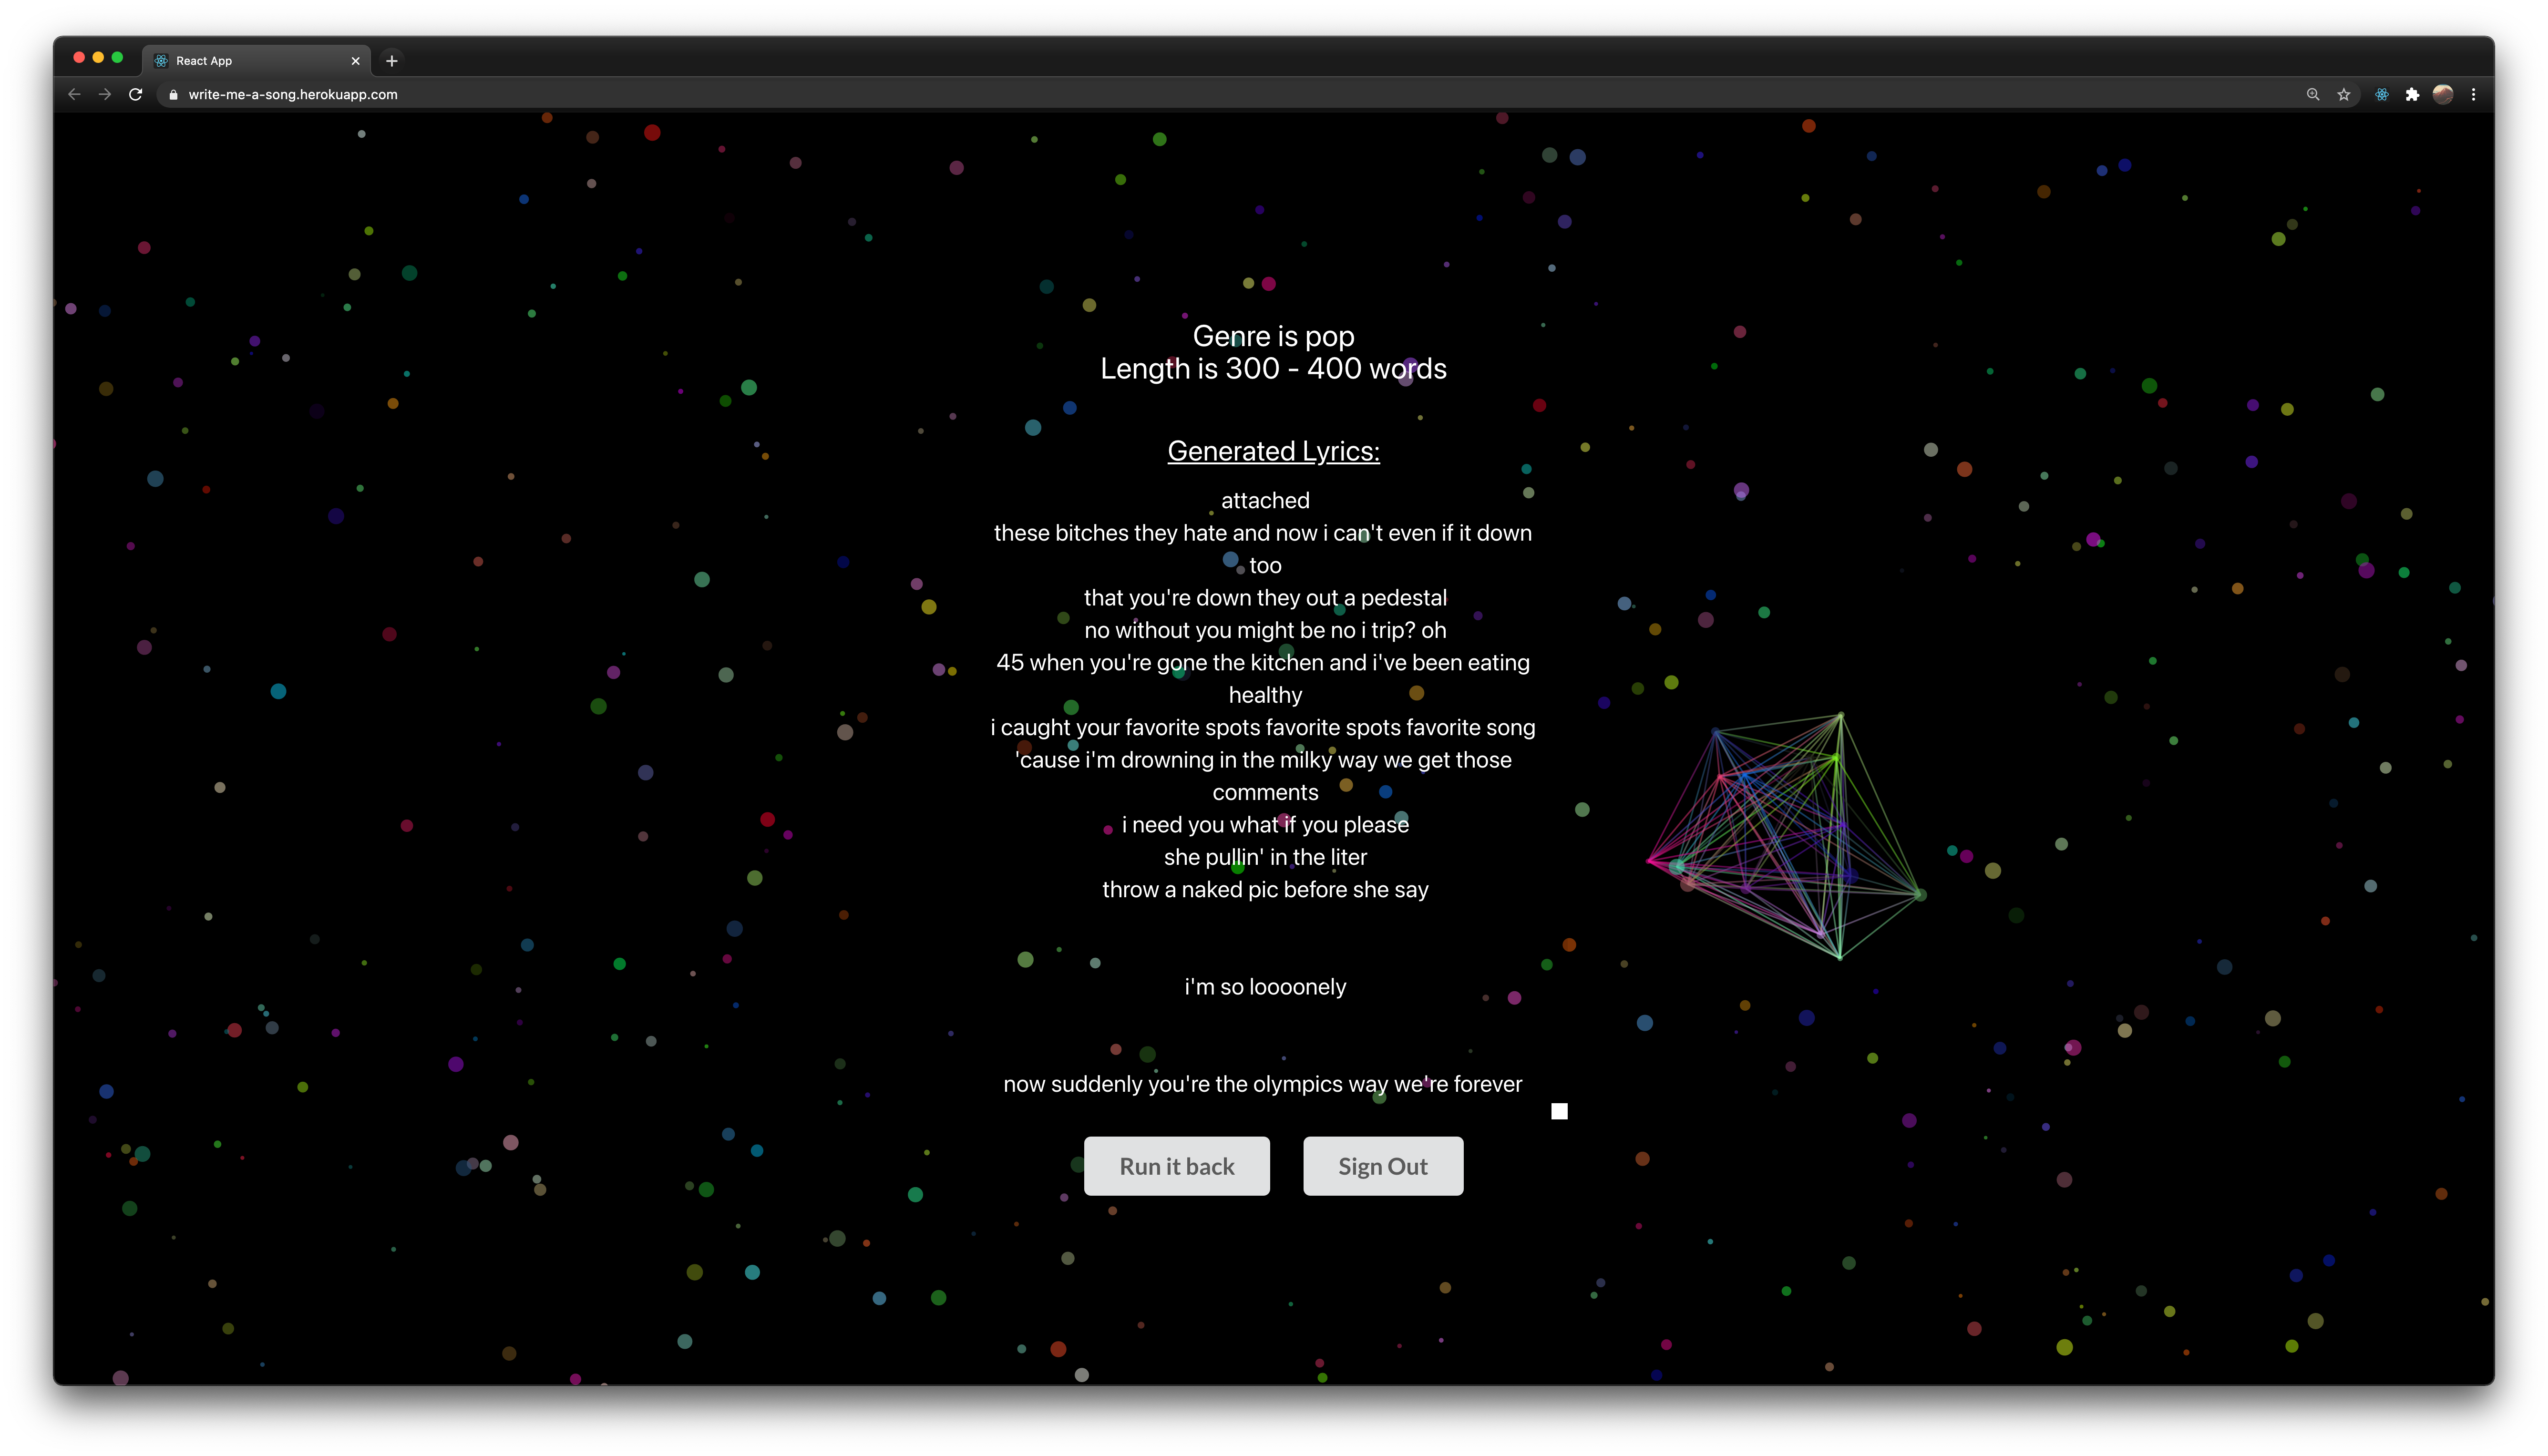 React App
write-me-a-song.herokuapp.com
Genre is pop
Length is 300 - 400 words
Generated Lyrics:
attached
these bitches they hate and now i can't even if it down
too
that you're down they out a pedestal
no without you might be no i trip? oh
45 when you're gone the kitchen and i've been eating
healthy
i caught your favorite spots favorite spots favorite song
'cause i'm drowning in the milky way we get those
comments
i need you what if you please
she pullin' in the liter
throw a naked pic before she say
i'm so loooonely
now suddenly you're the olympics way we're forever
Run it back
Sign Out